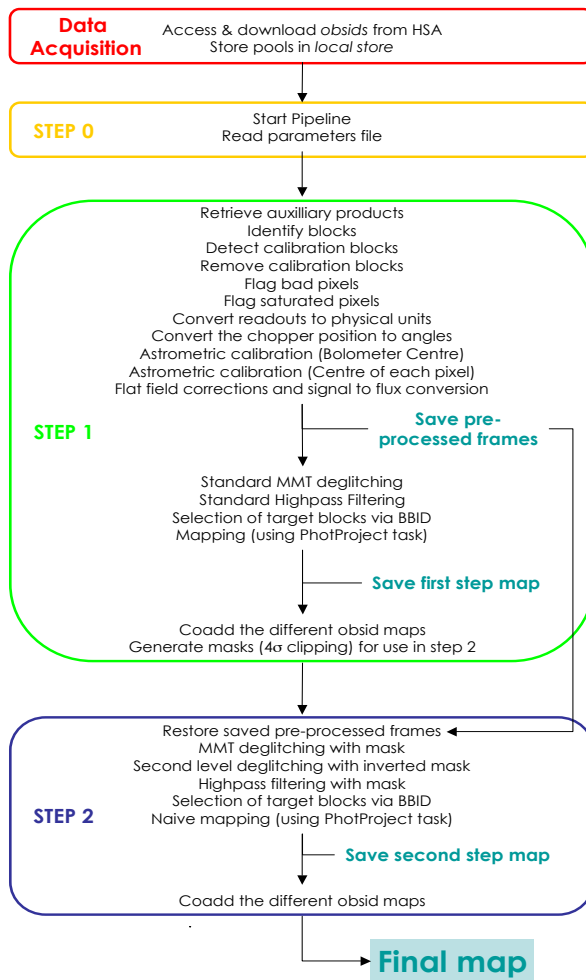 Data
Acquisition
Access & download obsids from HSA
Store pools in local store
STEP 0
Start Pipeline
Read parameters file
STEP 1
Retrieve auxilliary products
Identify blocks
Detect calibration blocks
Remove calibration blocks
Flag bad pixels
Flag saturated pixels
Convert readouts to physical units
Convert the chopper position to angles
Astrometric calibration (Bolometer Centre)
Astrometric calibration (Centre of each pixel)
Flat field corrections and signal to flux conversion
Save pre-
processed frames
Standard MMT deglitching
Standard Highpass Filtering
Selection of target blocks via BBID
Mapping (using PhotProject task)
Save first step map
Coadd the different obsid maps
Generate masks (4σ clipping) for use in step 2
STEP 2
Restore saved pre-processed frames
MMT deglitching with mask
Second level deglitching with inverted mask
Highpass filtering with mask
Selection of target blocks via BBID
Naive mapping (using PhotProject task)
Save second step map
Coadd the different obsid maps
.
Final map